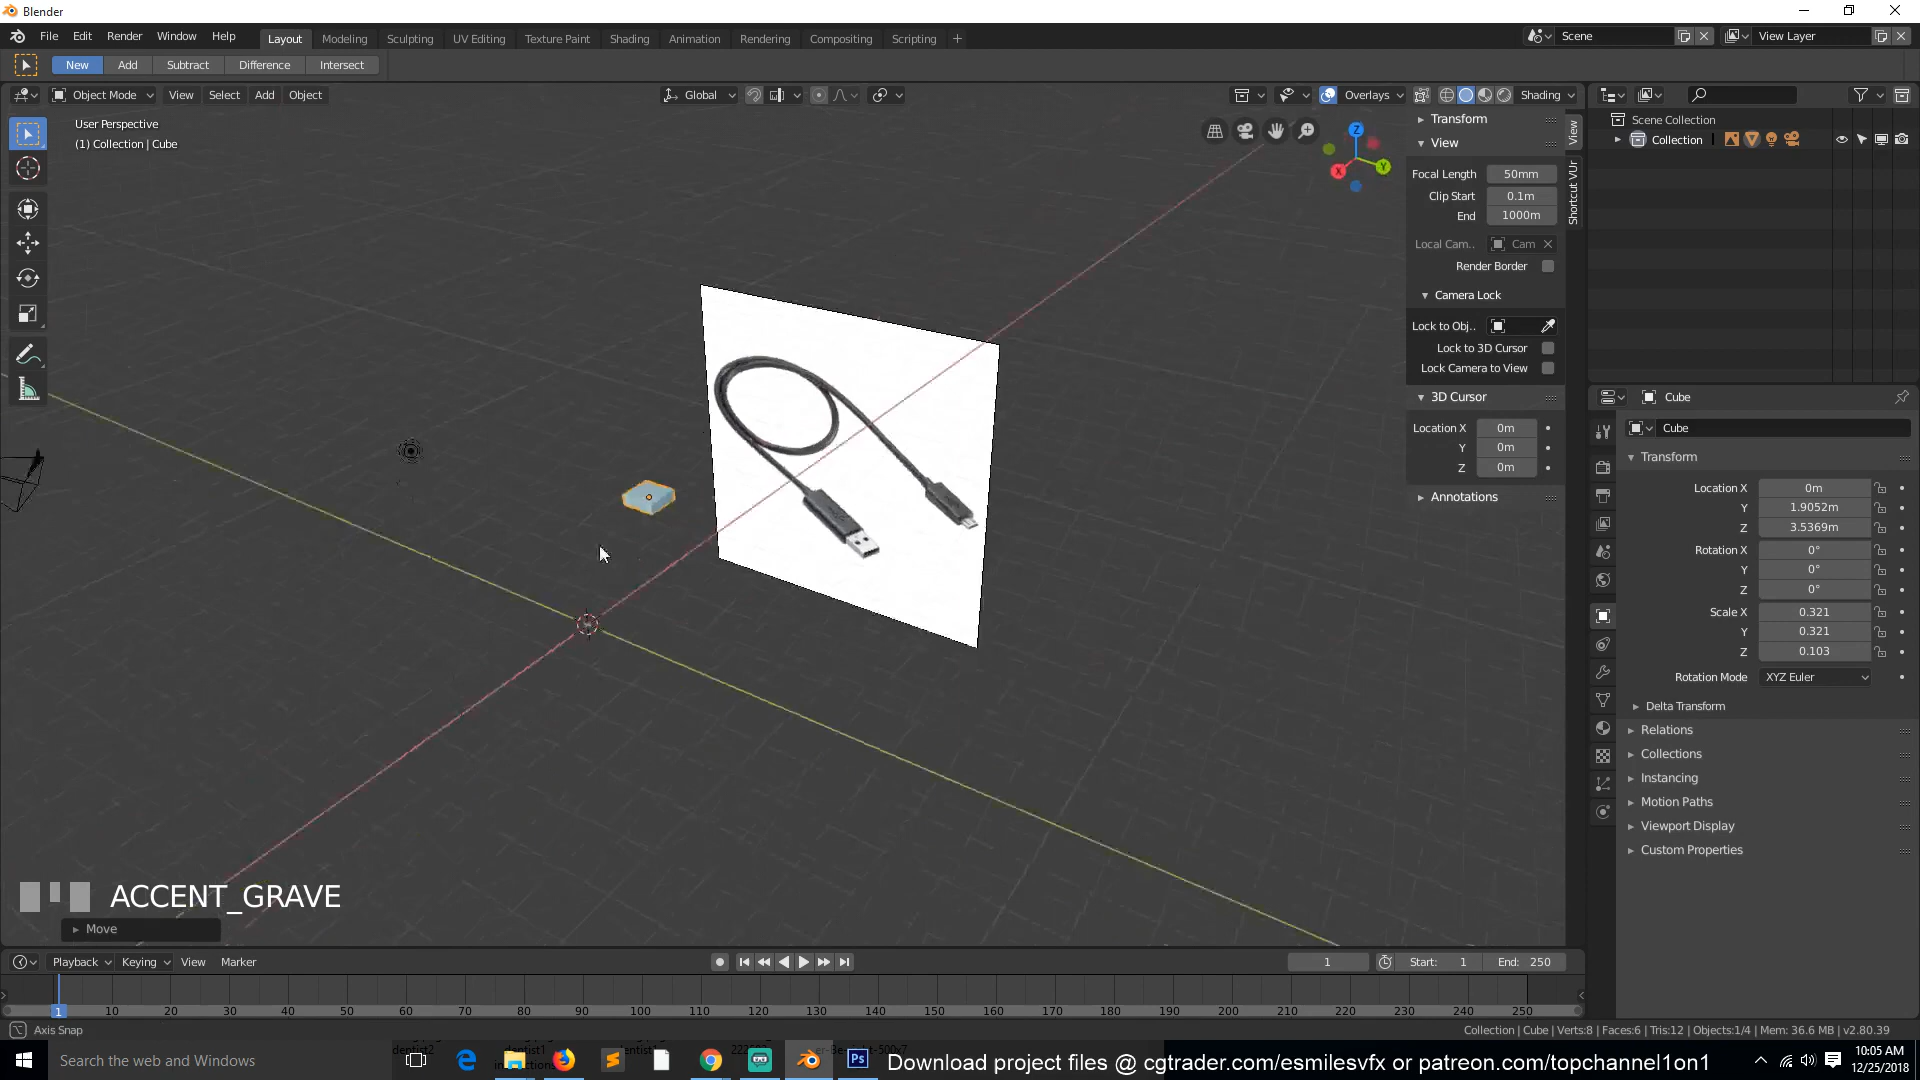 Blender
File Edit Render Window Help Layout Modeling Sculpting UV Editing Texture Paint Shading Animation Rendering Compositing Scripting + Scene View Layer
New Add Subtract Difference Intersect
Object Mode View Select Add Object Global Overlays Shading
User Perspective
(1) Collection | Cube
Z
Y
X
Transform
View
Focal Length 50mm
Clip Start 0.1m
End 1000m
Local Cam.. Cam
Render Border
Camera Lock
Lock to Obj..
Lock to 3D Cursor
Lock Camera to View
3D Cursor
Location X 0m
Y 0m
Z 0m
Annotations
View
Shortcut VUr
Scene Collection
Collection
Cube
Cube
Transform
Location X 0m
Y 1.9052m
Z 3.5369m
Rotation X 0°
Y 0°
Z 0°
Scale X 0.321
Y 0.321
Z 0.103
Rotation Mode XYZ Euler
Delta Transform
Relations
Collections
Instancing
Motion Paths
Viewport Display
Custom Properties
ACCENT_GRAVE
Move
Playback Keying View Marker 1 Start: 1 End: 250
1 10 20 30 40 50 60 70 80 90 100 110 120 130 140 150 160 170 180 190 200 210 220 230 240 250
Axis Snap
Collection | Cube | Verts:8 | Faces:6 | Tris:12 | Objects:1/4 | Mem: 36.6 MB | v2.80.39
Search the web and Windows
Download project files @ cgtrader.com/esmilesvfx or patreon.com/topchannel1on1
10:05 AM
12/25/2018